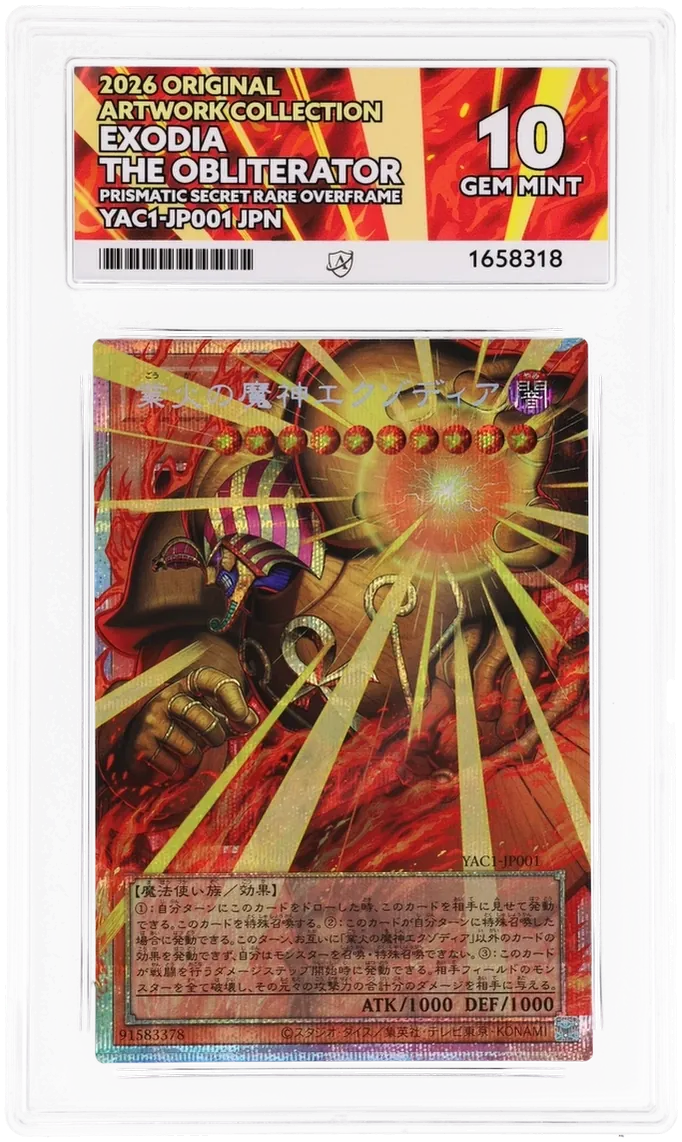 2026 ORIGINAL
ARTWORK COLLECTION
EXODIA
THE OBLITERATOR
PRISMATIC SECRET RARE OVERFRAME
YAC1-JP001 JPN
10
GEM MINT
1658318
業火の魔神エクゾディア
闇
YAC1-JP001
【魔法使い族/効果】
①:自分ターンにこのカードをドローした時、このカードを相手に見せて発動
できる。このカードを特殊召喚する。②:このカードが自分ターンに特殊召喚した
場合に発動できる。このターン、お互いに「業火の魔神エクゾディア」以外のカードの
効果を発動できず、自分はモンスターを召喚・特殊召喚できない。③:このカード
が戦闘を行うダメージステップ開始時に発動できる。相手フィールドのモン
スターを全て破壊し、その元々の攻撃力の合計分のダメージを相手に与える。
ATK/1000 DEF/1000
91583378
©スタジオ・ダイス/集英社・テレビ東京・KONAMI